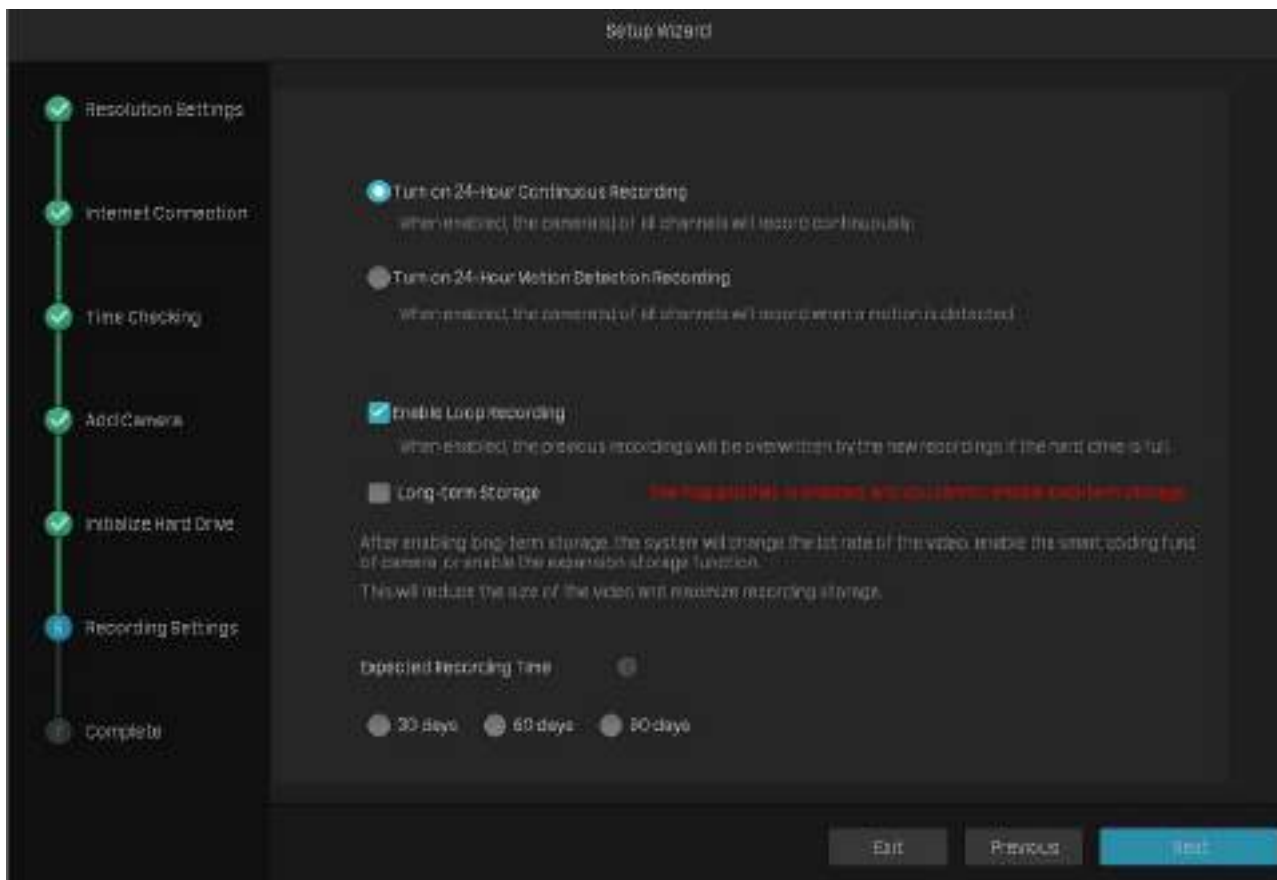 Setup Wizard
Resolution Settings
Internet Connection
Time Checking
Add Camera
Initialize Hard Drive
Recording Settings
Complete
Turn on 24-Hour Continuous Recording
When enabled, the camera(s) of all channels will record continuously.
Turn on 24-Hour Motion Detection Recording
When enabled, the camera(s) of all channels will record when a motion is detected
Enable Loop Recording
When enabled, the previous recordings will be overwritten by the new recordings if the hard drive is full.
Long-term Storage
After enabling long-term storage, the system will change the bit rate of the video, enable the smart coding func
of camera, or enable the expansion storage function.
This will reduce the size of the video and maximize recording storage.
Expected Recording Time
30 days
60 days
90 days
Exit
Previous
Next